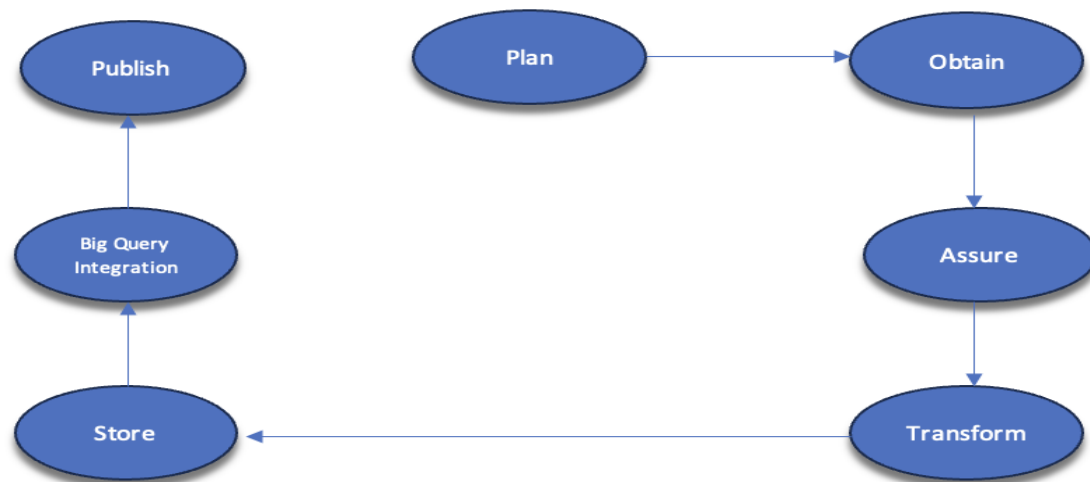 Plan
Obtain
Assure
Transform
Store
Big Query
Integration
Publish